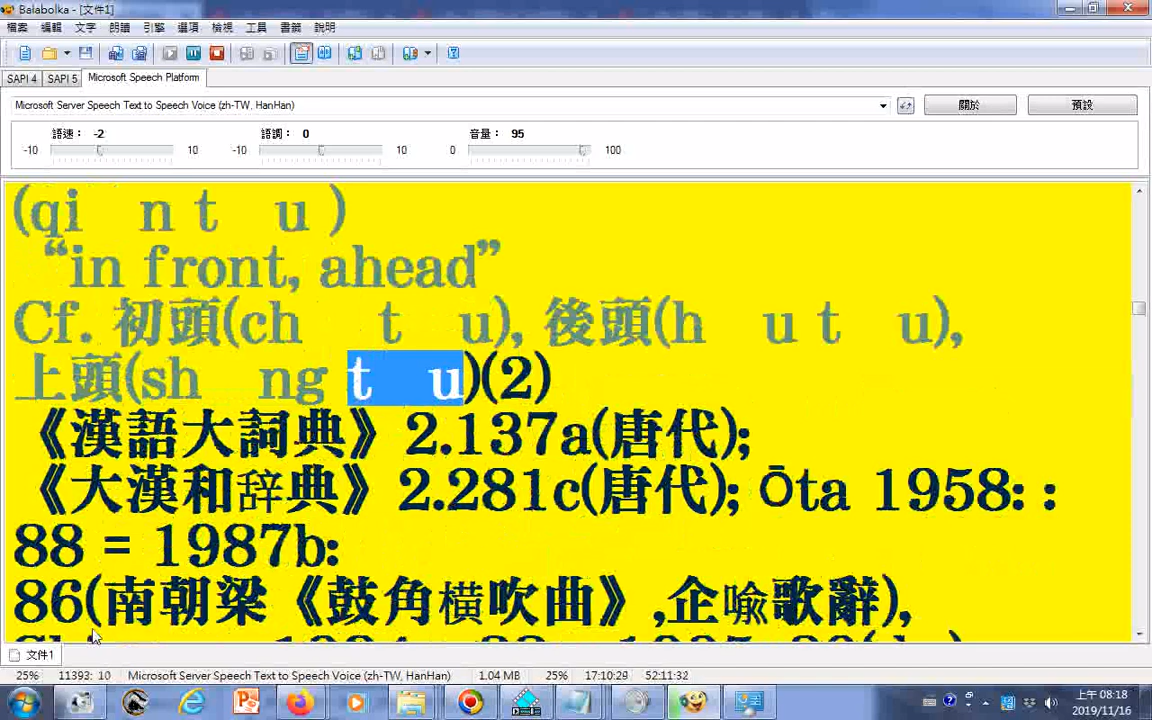 Balabolka - [文件1]
檔案 編輯 文字 朗讀 引擎 選項 檢視 工具 書籤 說明
SAPI 4 SAPI 5 Microsoft Speech Platform
Microsoft Server Speech Text to Speech Voice (zh-TW, HanHan) 關於 預設
語速： -2 語調： 0 音量： 95
-10 10 -10 10 0 100
(qi n t u )
“in front, ahead”
Cf. 初頭(ch t u), 後頭(h u t u),
上頭(sh ng t u)(2)
《漢語大詞典》2.137a(唐代);
《大漢和辞典》2.281c(唐代); Ōta 1958: :
88 = 1987b:
86(南朝梁《鼓角橫吹曲》,企喩歌辭),
文件1
25% 11393: 10 Microsoft Server Speech Text to Speech Voice (zh-TW, HanHan) 1.04 MB 25% 17:10:29 52:11:32
上午 08:18
2019/11/16